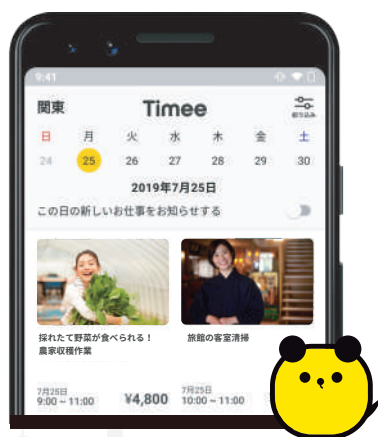 9:41
関東
Timee
絞り込み
日 月 火 水 木 金 土
24 25 26 27 28 29 30
2019年7月25日
この日の新しいお仕事をお知らせする
採れたて野菜が食べられる！
農家収穫作業
7月25日
9:00 ~ 11:00
¥4,800
旅館の客室清掃
7月25日
10:00 ~ 11:00